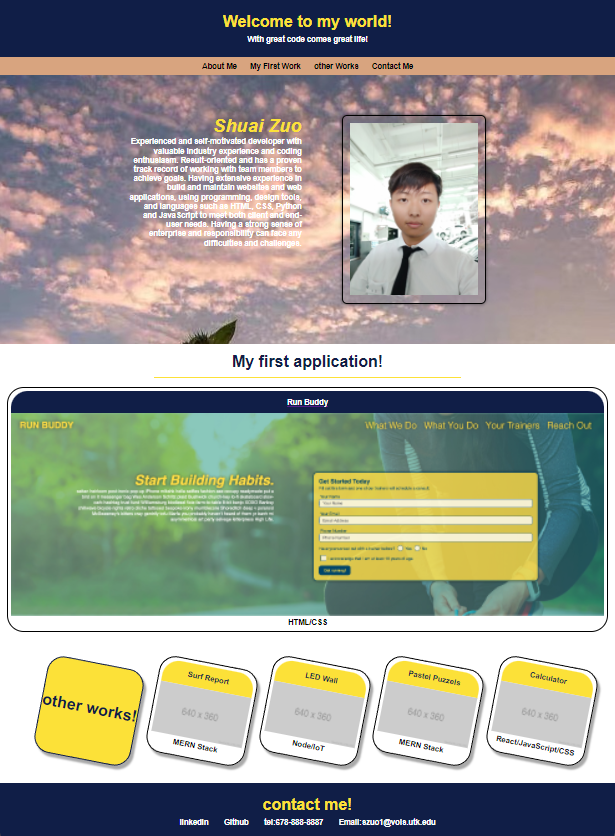 Welcome to my world!
With great code comes great life!
About Me My First Work other Works Contact Me
Shuai Zuo
Experienced and self-motivated developer with
valuable industry experience and coding
enthusiasm. Result-oriented and has a proven
track record of working with team members to
achieve goals. Having extensive experience in
build and maintain websites and web
applications, using programming, design tools,
and languages such as HTML, CSS, Python
and JavaScript to meet both client and end-
user needs. Having a strong sense of
enterprise and responsibility can face any
difficulties and challenges.
My first application!
Run Buddy
RUN BUDDY What We Do What You Do Your Trainers Reach Out
Start Building Habits.
Get Started Today
Your Name
Your Name
Your Email
Email Address
Phone Number
HTML/CSS
other works!
Surf Report
640 x 360
MERN Stack
LED Wall
640 x 360
Node/IoT
Pastel Puzzels
640 x 360
MERN Stack
Calculator
640 x 360
React/JavaScript/CSS
contact me!
linkedin Github tel:678-888-8887 Email:szuo1@vols.utk.edu